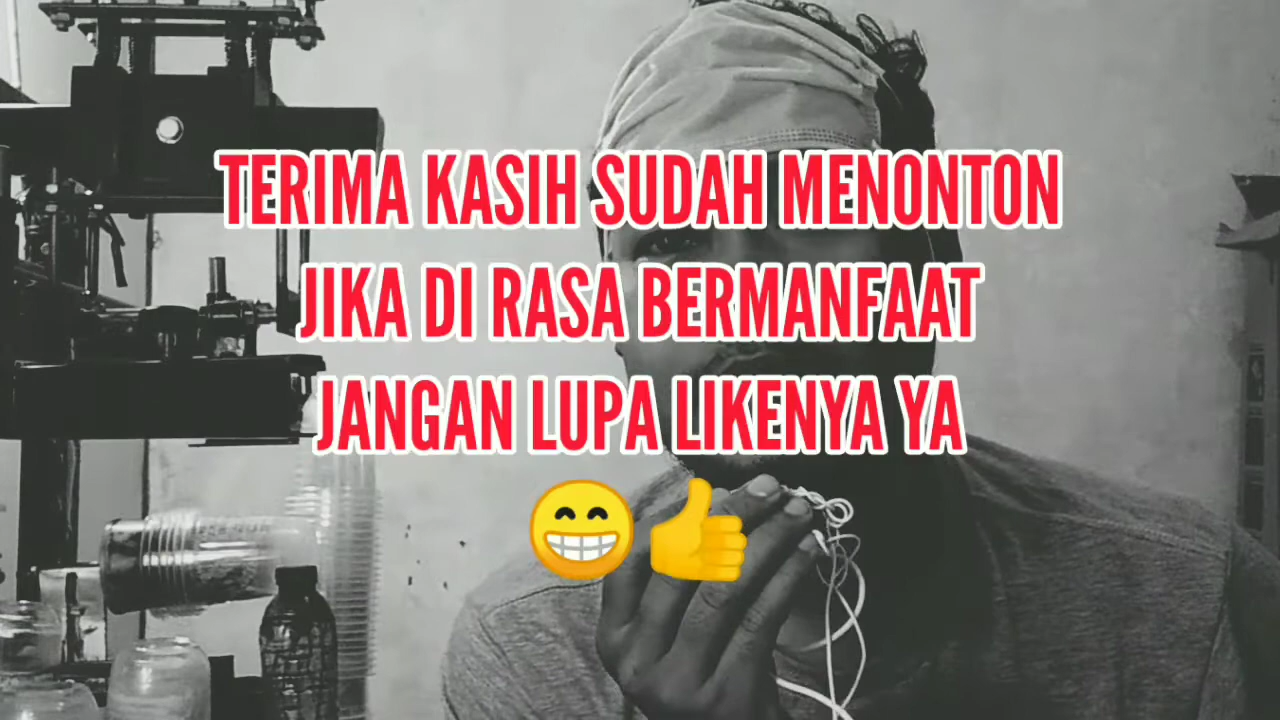 TERIMA KASIH SUDAH MENONTON
JIKA DI RASA BERMANFAAT
JANGAN LUPA LIKENYA YA